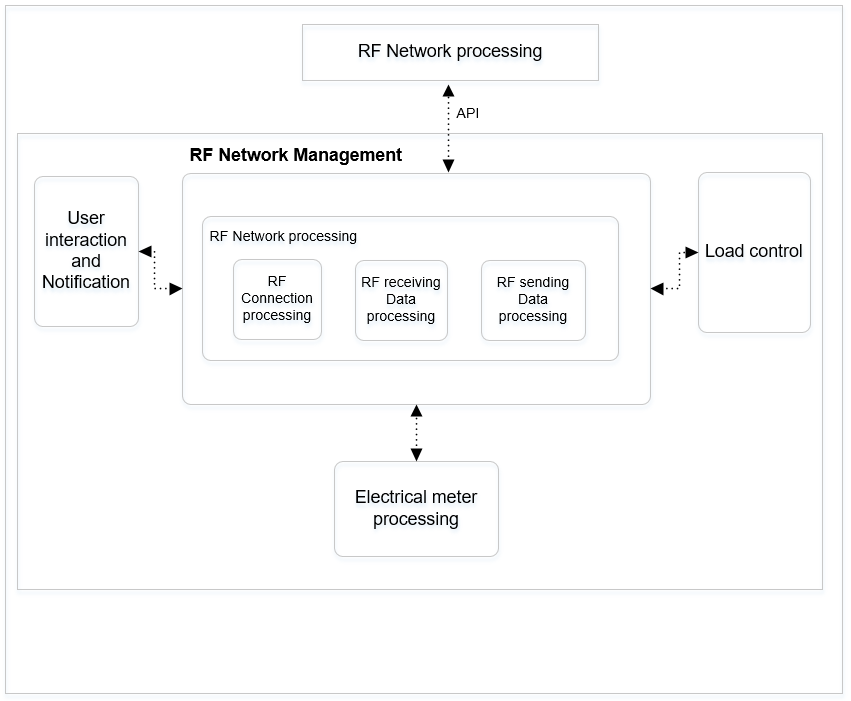 RF Network processing
API
RF Network Management
User
interaction
and
Notification
RF Network processing
RF
Connection
processing
RF receiving
Data
processing
RF sending
Data
processing
Load control
Electrical meter
processing